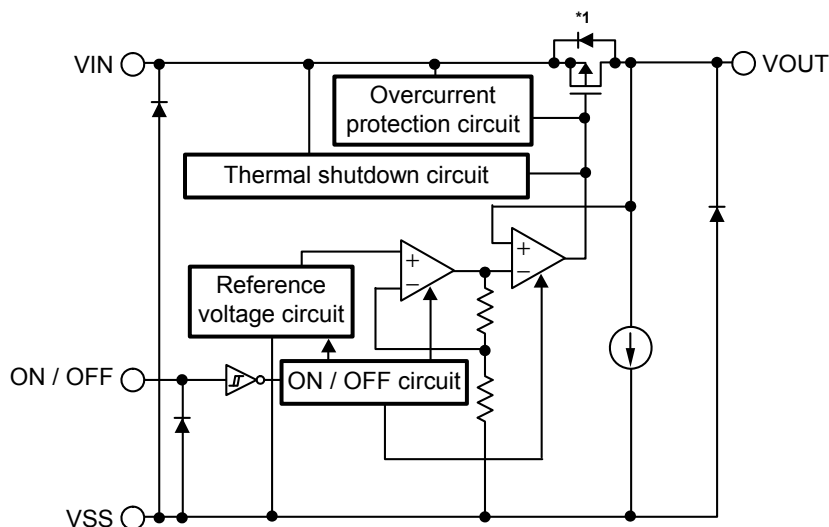 *1
VIN
VOUT
Overcurrent
protection circuit
Thermal shutdown circuit
+
−
+
−
Reference
voltage circuit
ON / OFF
ON / OFF circuit
VSS